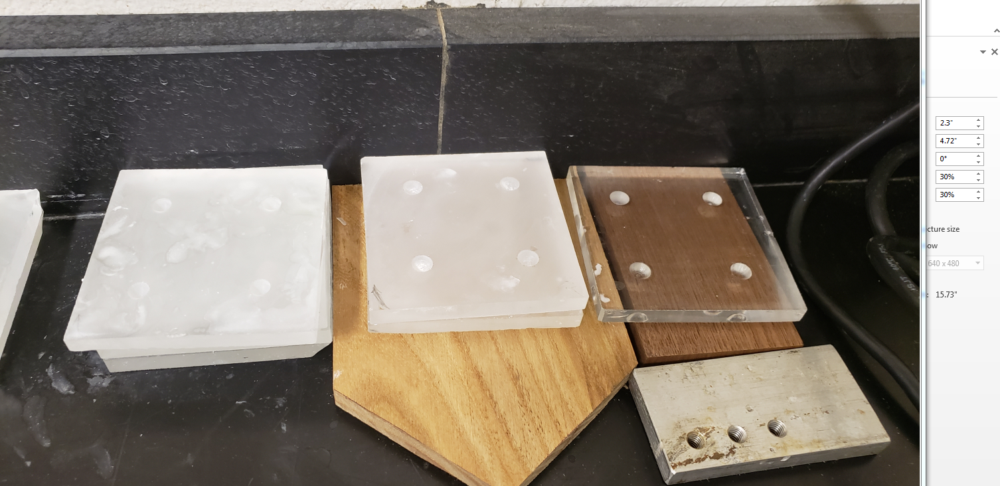 2.3"
4.72"
0°
30%
30%
cture size
ow
640 x 480
: 15.73"